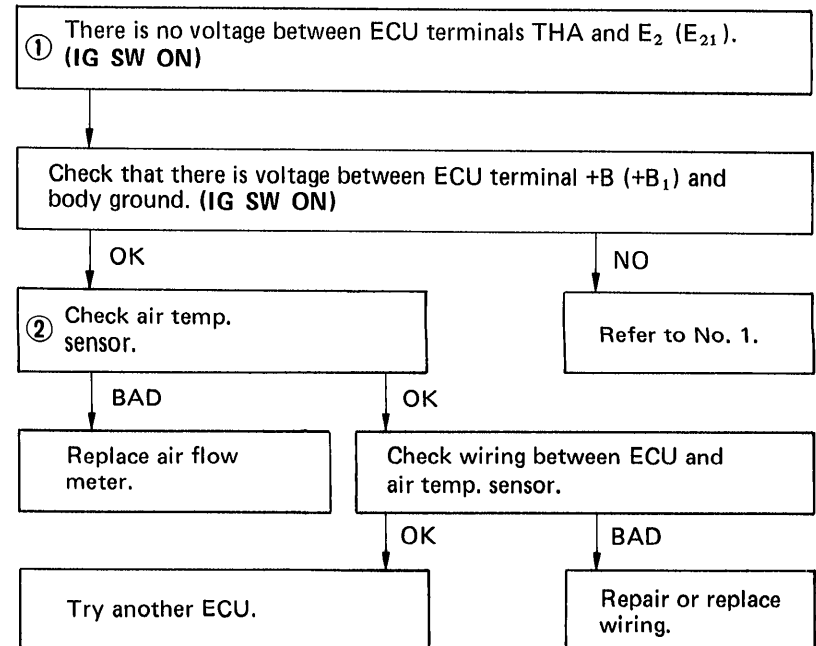 ① There is no voltage between ECU terminals THA and E₂ (E₂₁).
(IG SW ON)
Check that there is voltage between ECU terminal +B (+B₁) and
body ground. (IG SW ON)
OK
NO
② Check air temp.
sensor.
Refer to No. 1.
BAD
OK
Replace air flow
meter.
Check wiring between ECU and
air temp. sensor.
OK
BAD
Try another ECU.
Repair or replace
wiring.